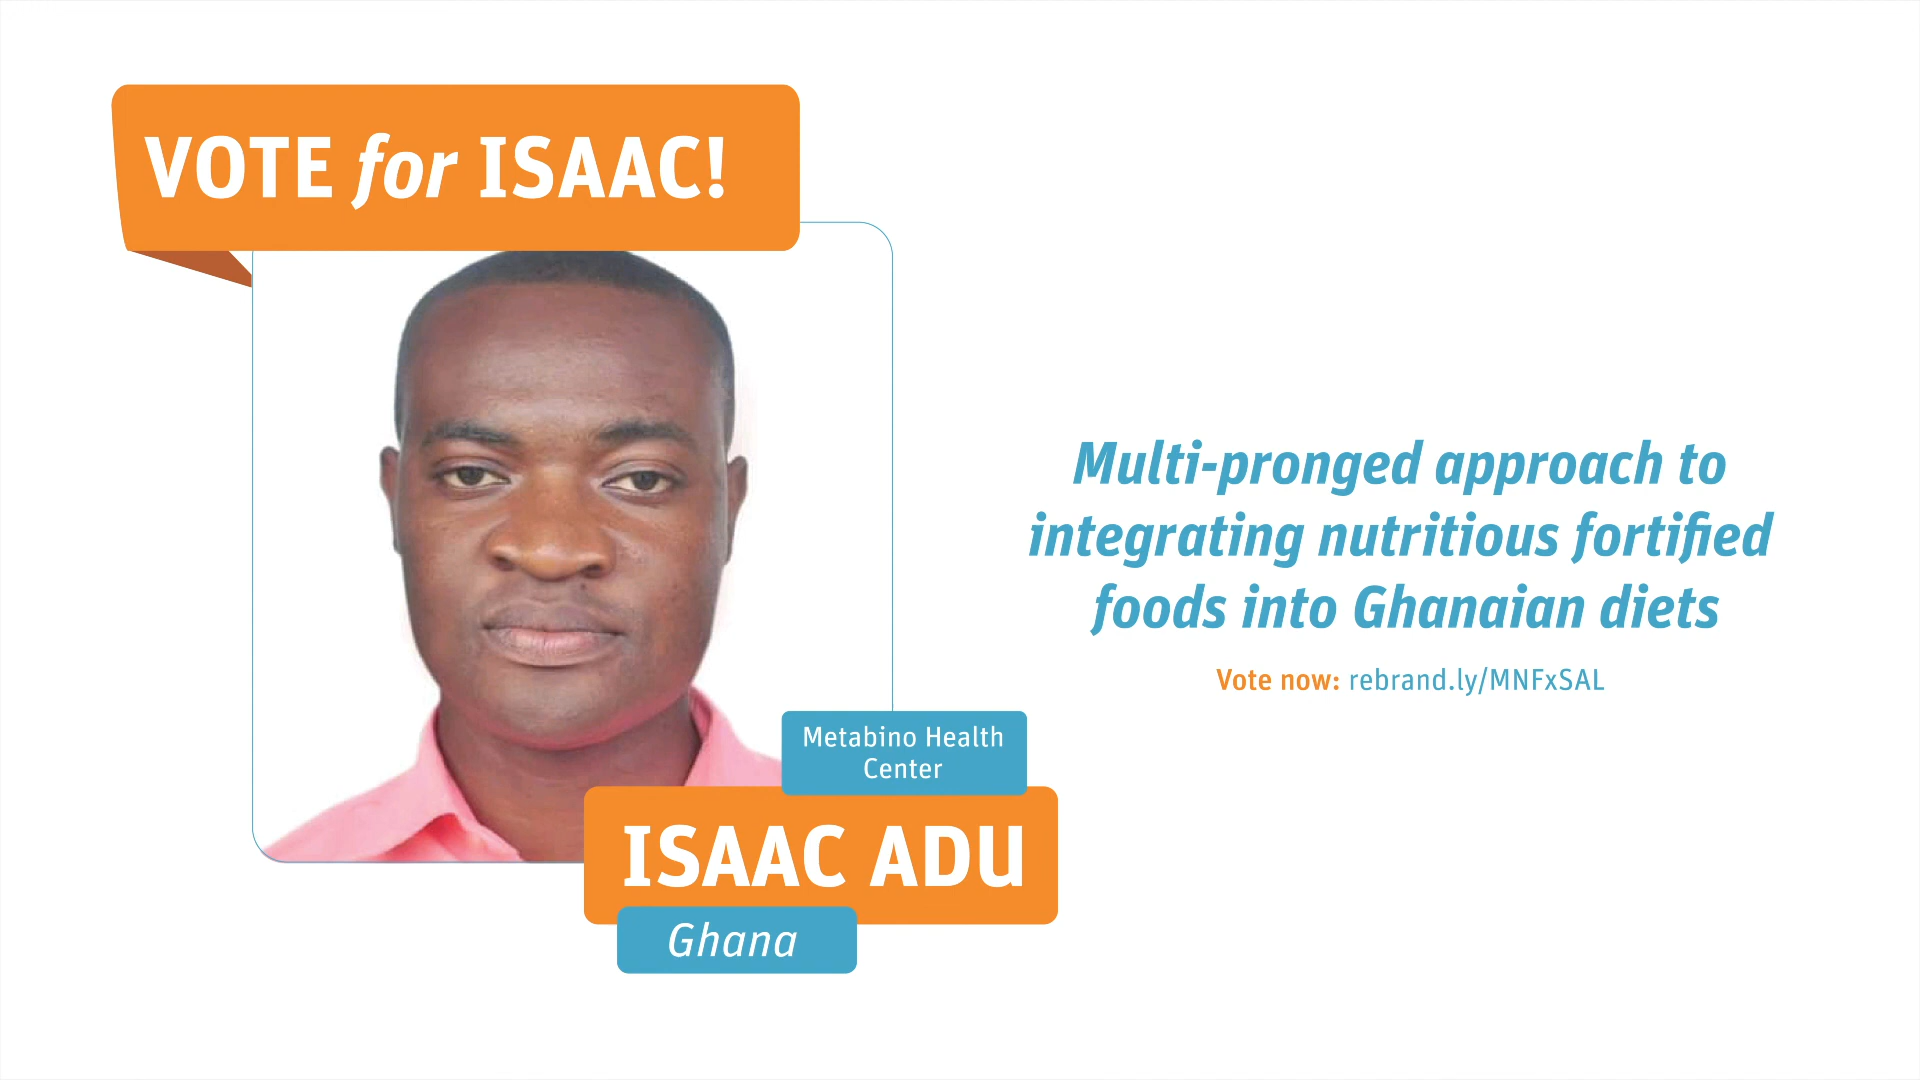 VOTE for ISAAC!
Multi-pronged approach to
integrating nutritious fortified
foods into Ghanaian diets
Vote now: rebrand.ly/MNFxSAL
Metabino Health
Center
ISAAC ADU
Ghana